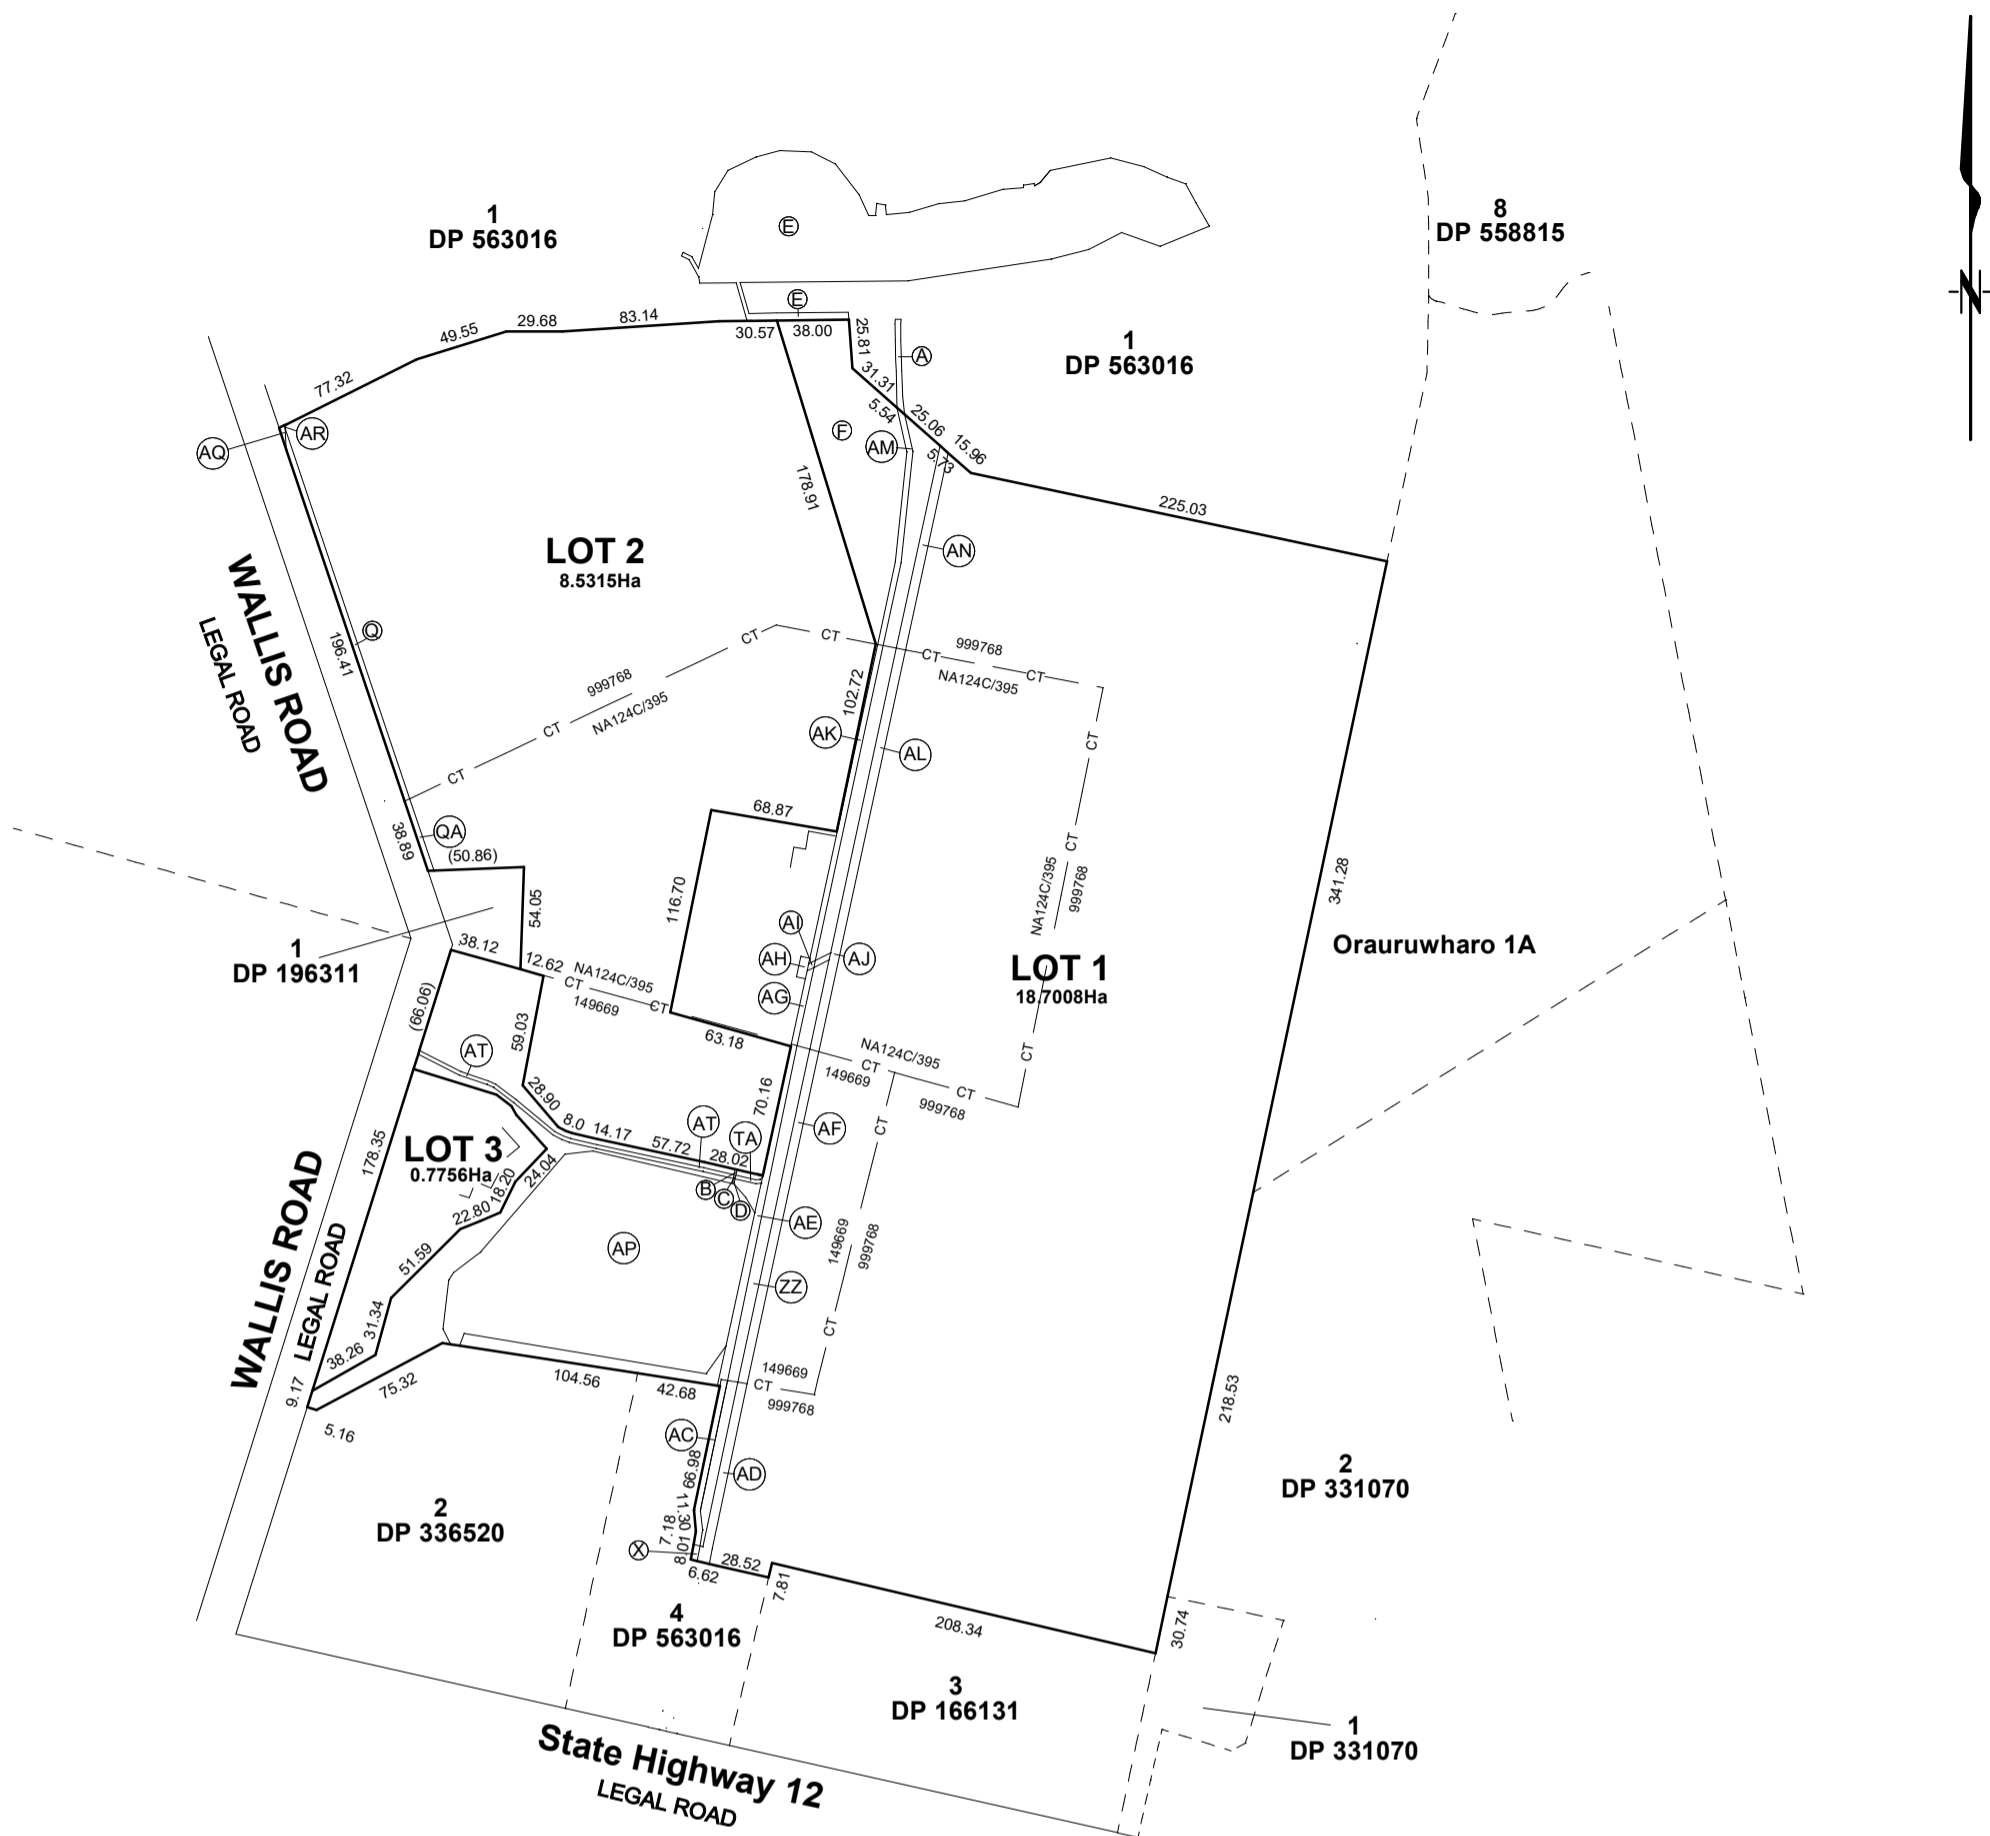 1
DP 563016
8
DP 558815
E
E
N
29.68
83.14
49.55
30.57
38.00
25.81
A
1
DP 563016
77.32
31.31
5.54
25.06
15.96
AR
AQ
F
AM
5.73
178.91
225.03
AN
LOT 2
8.5315Ha
WALLIS ROAD
LEGAL ROAD
Q
196.41
CT
CT
999768
CT
CT
NA124C/395
999768
NA124C/395
102.72
CT
CT
AK
AL
CT
CT
68.87
QA
38.89
(50.86)
CT
341.28
NA124C/395
999768
116.70
54.05
AI
38.12
12.62
1
DP 196311
NA124C/395
CT
149669
CT
AH
AJ
AG
LOT 1
18.7008Ha
Orauruwharo 1A
(66.06)
59.03
63.18
AT
NA124C/395
CT
149669
CT
999768
CT
28.90
70.16
8.0
14.17
57.72
28.02
AT
TA
AF
CT
178.35
LOT 3
0.7756Ha
18.20
24.04
22.80
B
C
D
AE
149669
999768
AP
51.59
ZZ
WALLIS ROAD
LEGAL ROAD
31.34
CT
38.26
75.32
104.56
42.68
149669
CT
999768
9.17
5.16
218.53
AC
66.98
AD
11.30
7.18
10.8
X
28.52
6.62
7.81
2
DP 336520
2
DP 331070
4
DP 563016
208.34
30.74
3
DP 166131
1
DP 331070
State Highway 12
LEGAL ROAD